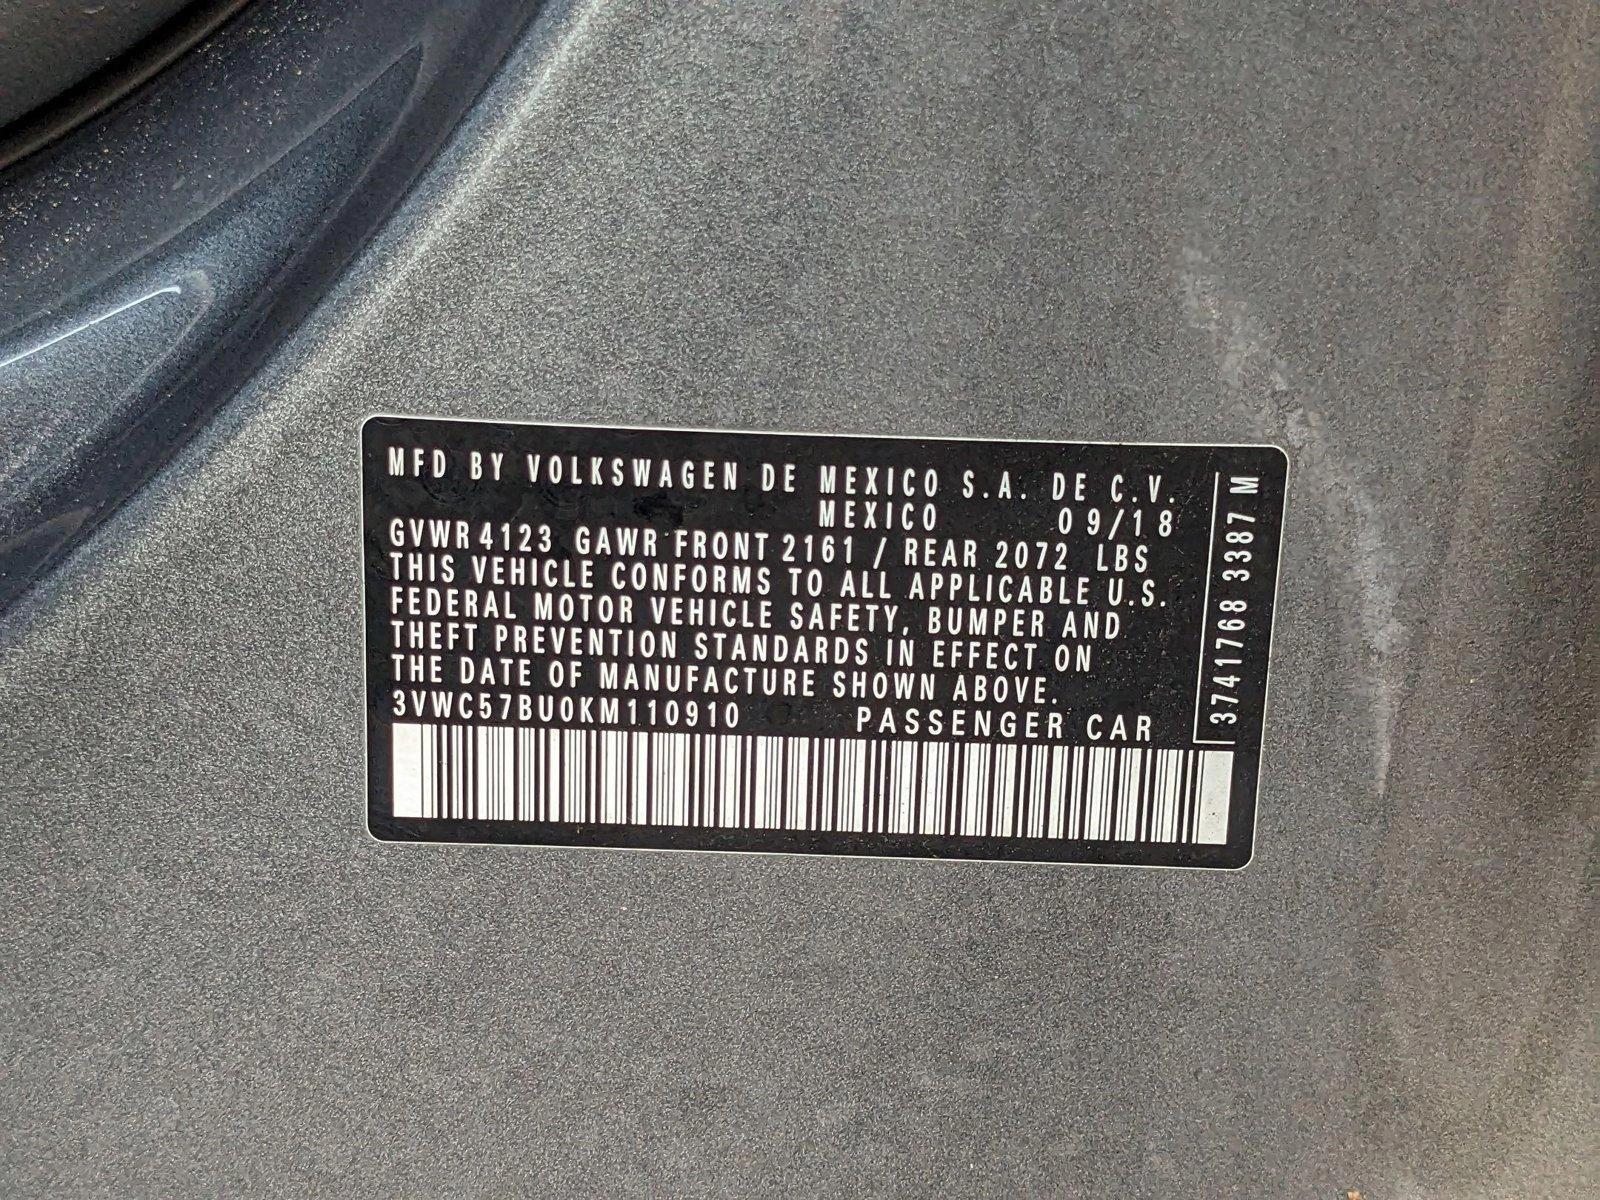 MFD BY VOLKSWAGEN DE MEXICO S.A. DE C.V.
MEXICO 09/18
GVWR 4123 GAWR FRONT 2161 / REAR 2072 LBS
THIS VEHICLE CONFORMS TO ALL APPLICABLE U.S.
FEDERAL MOTOR VEHICLE SAFETY, BUMPER AND
THEFT PREVENTION STANDARDS IN EFFECT ON
THE DATE OF MANUFACTURE SHOWN ABOVE.
3VWC57BU0KM110910 PASSENGER CAR
3741768 3387 M